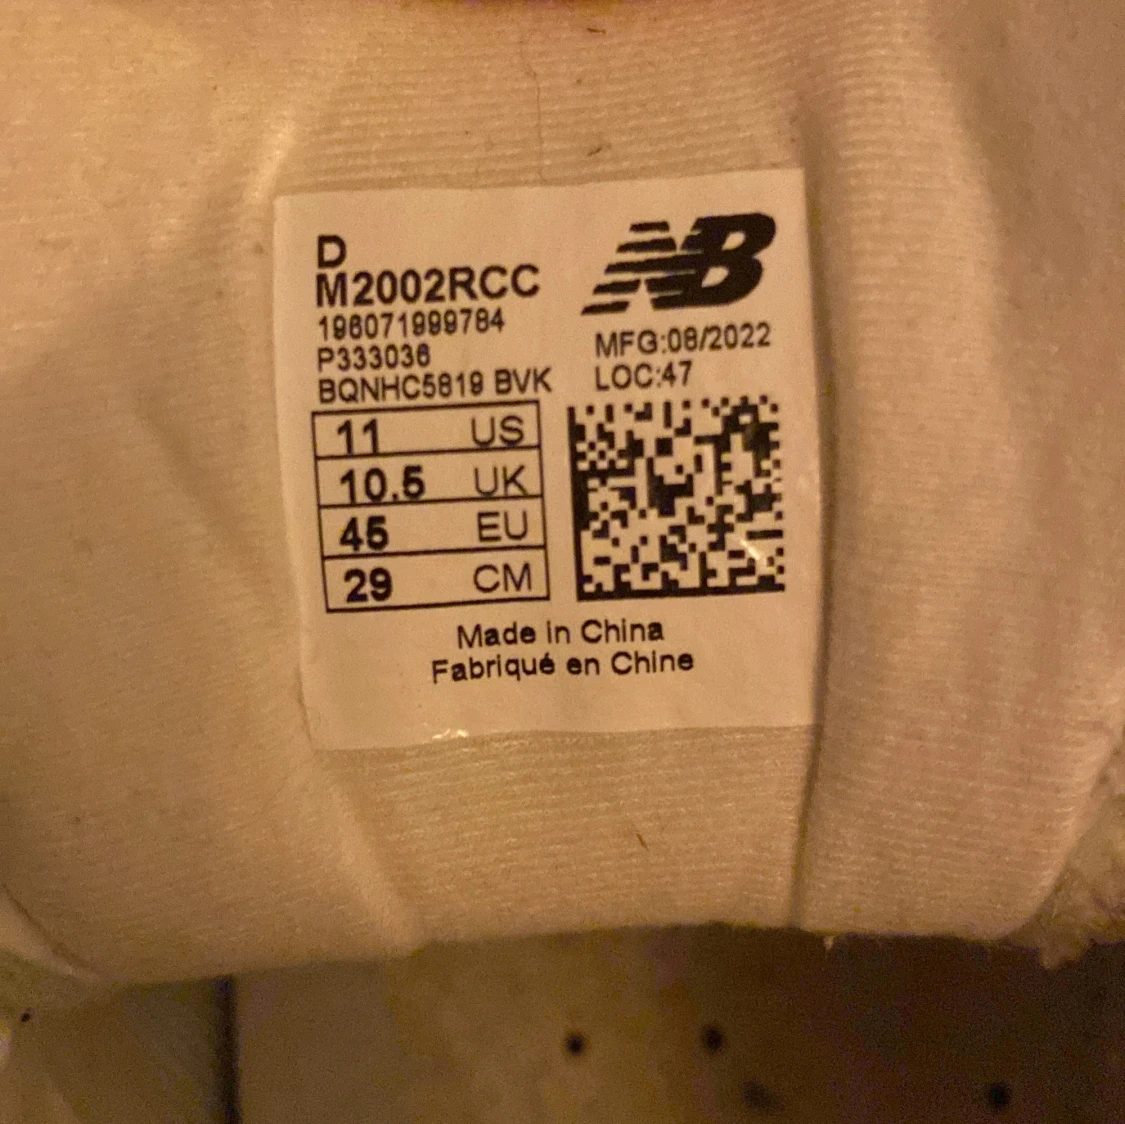 D
M2002RCC
196071999784
P333036
BQNHC5819 BVK
NB
MFG:08/2022
LOC:47
11 US
10.5 UK
45 EU
29 CM
Made in China
Fabriqué en Chine